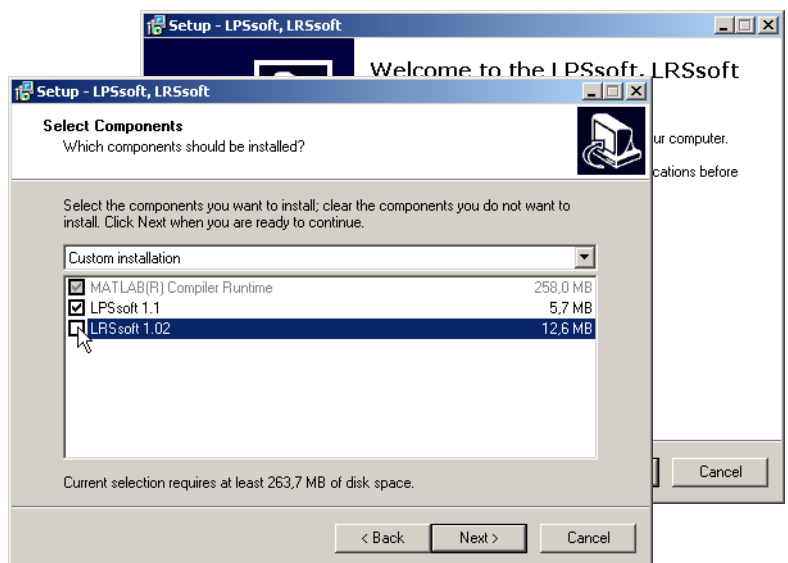 Setup - LPSsoft, LRSsoft
Welcome to the LPSsoft, LRSsoft
ur computer.
cations before
Cancel
Setup - LPSsoft, LRSsoft
Select Components
Which components should be installed?
Select the components you want to install; clear the components you do not want to
install. Click Next when you are ready to continue.
Custom installation
MATLAB(R) Compiler Runtime 258,0 MB
LPSsoft 1.1 5,7 MB
LRSsoft 1.02 12,6 MB
Current selection requires at least 263,7 MB of disk space.
< Back Next > Cancel